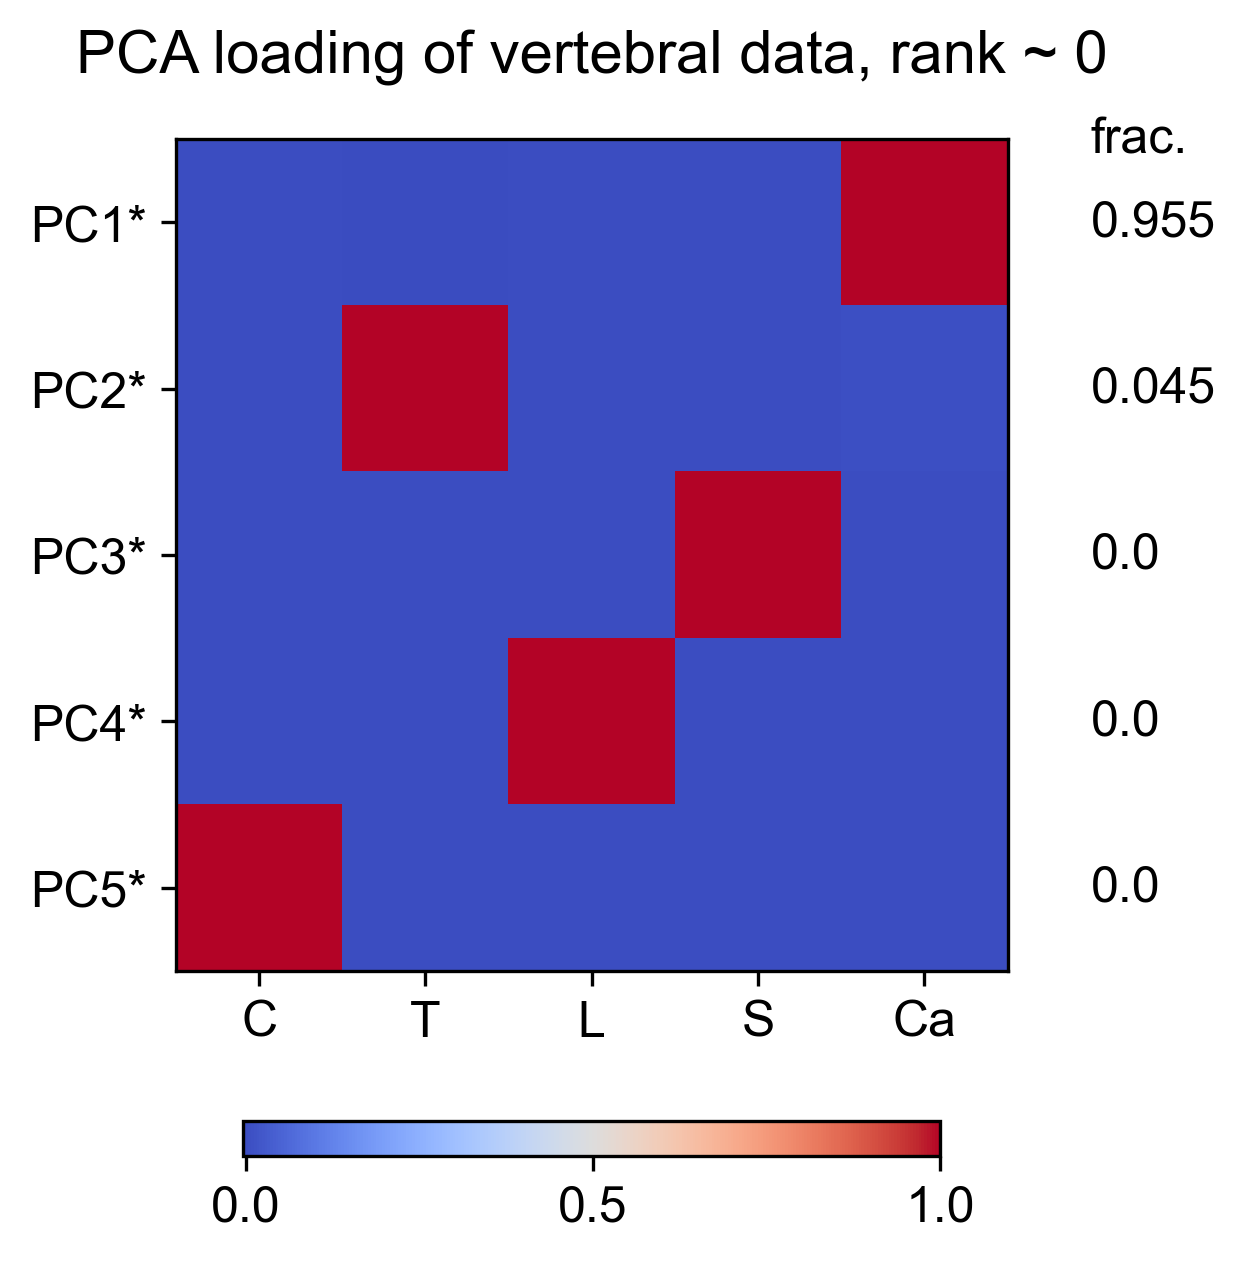 PCA loading of vertebral data, rank ~ 0
frac.
PC1* 0.955
PC2* 0.045
PC3* 0.0
PC4* 0.0
PC5* 0.0
C T L S Ca
0.0 0.5 1.0